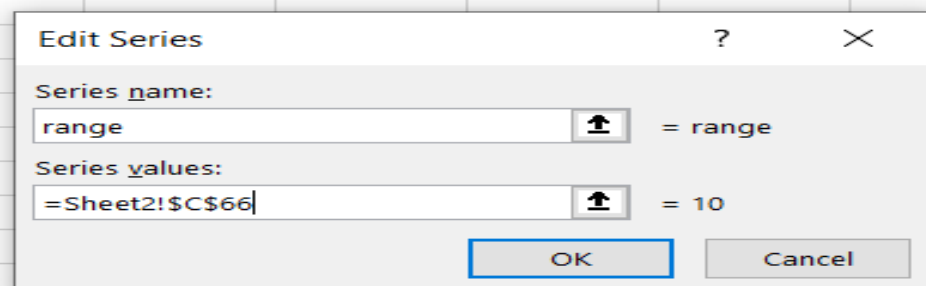 Edit Series ?
Series name:
range = range
Series values:
=Sheet2!$C$66 = 10
OK Cancel